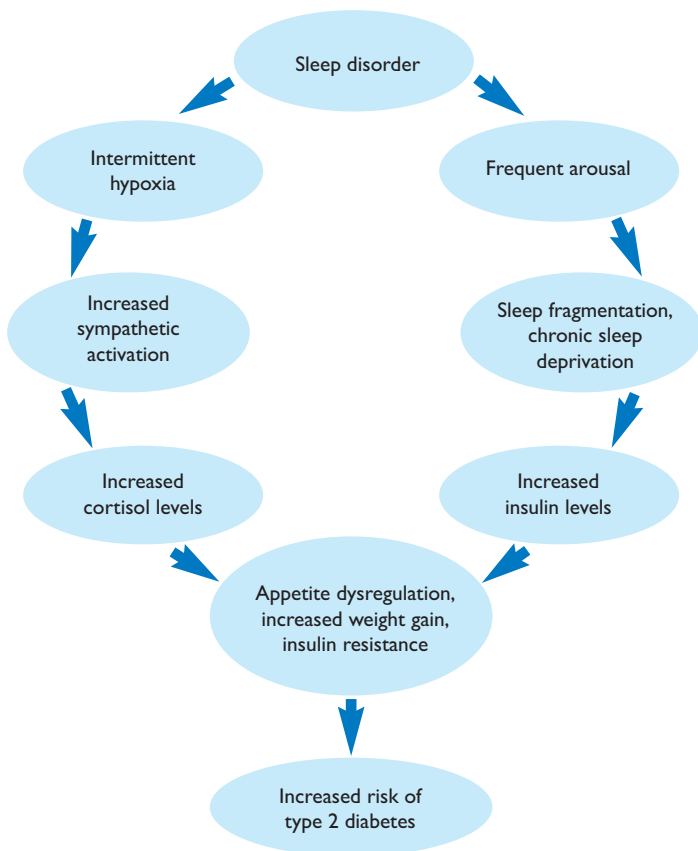 Sleep disorder
Intermittent
hypoxia
Frequent arousal
Increased
sympathetic
activation
Sleep fragmentation,
chronic sleep
deprivation
Increased
cortisol levels
Increased
insulin levels
Appetite dysregulation,
increased weight gain,
insulin resistance
Increased risk of
type 2 diabetes